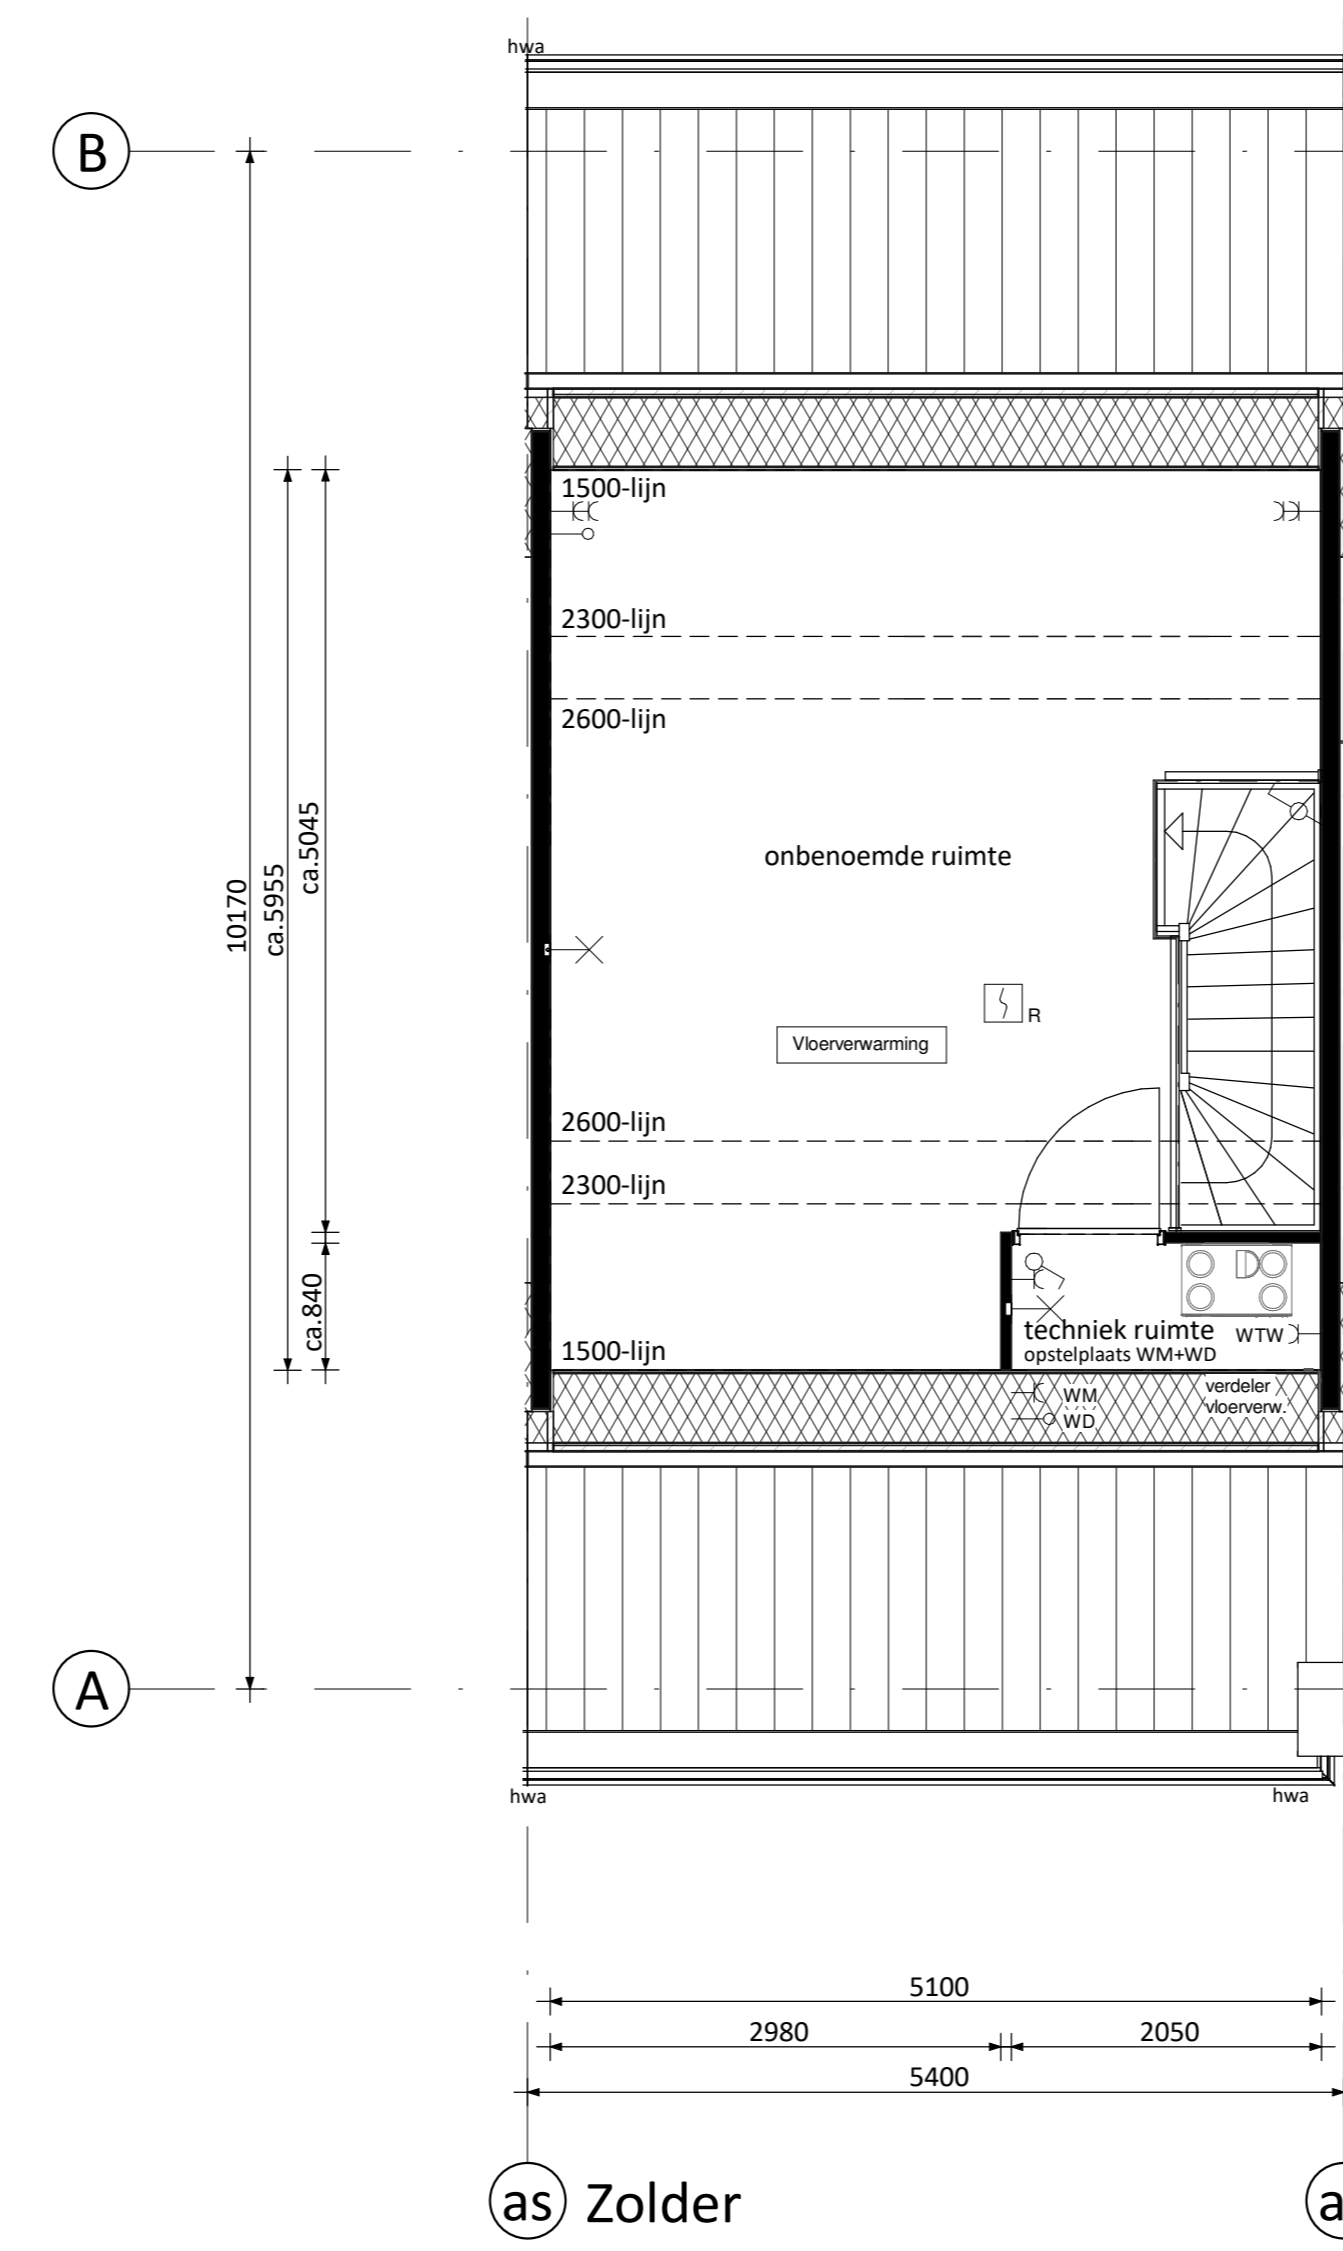 hwa
B
1500-lijn
2300-lijn
2600-lijn
onbenoemde ruimte
10170
ca.5955
ca.5045
R
Vloerverwarming
2600-lijn
2300-lijn
ca.840
techniek ruimte
WTW
opstelplaats WM+WD
1500-lijn
WM
WD
verdeler
vloerverw.
A
hwa
hwa
5100
2980
2050
5400
as
Zolder
a